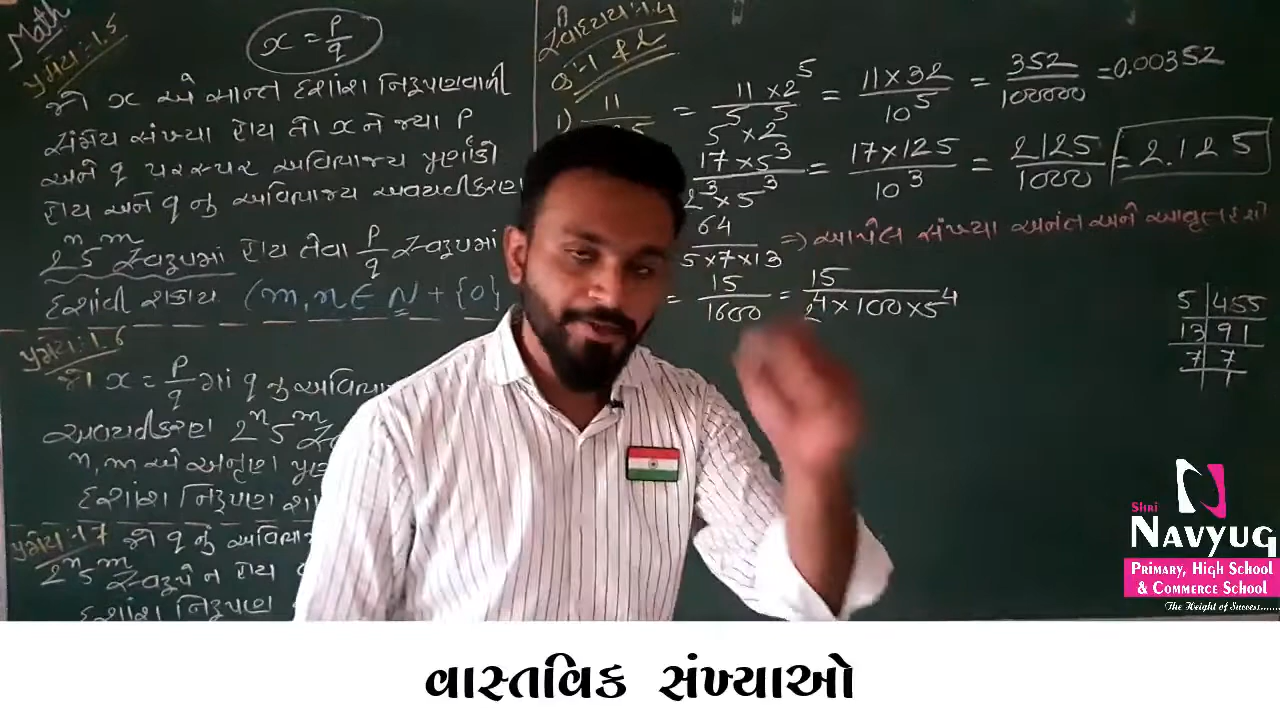 Math
પ્રમેય:-1.5
x = p/q
જો x એ સાન્ત દશાંશ નિરૂપણવાળી
સંમેય સંખ્યા હોય તો x ને જ્યાં p
અને q પરસ્પર અવિભાજ્ય પૂર્ણાંકો
હોય અને q નું અવિભાજ્ય અવયવીકરણ
2ⁿ5ᵐ સ્વરૂપમાં હોય તેવા p/q સ્વરૂપમાં
દર્શાવી શકાય (m,n ∈ N + {0}
પ્રમેય:-1.6
જો x = p/q માં q નું
અવયવીકરણ 2ⁿ5ᵐ
n, m એ અનૃણ
દશાંશ નિરૂપણ
પ્રમેય:-1.7 જો q નું
2ⁿ5ᵐ સ્વરૂપે ન હોય
દશાંશ નિરૂપણ
સ્વાધ્યાય:-1.4
પ્ર:-1 & 2
1) 11 = 11×2⁵/5⁵×2⁵ = 11×32/10⁵ = 352/100000 = 0.00352
17×5³/2³×5³ = 17×125/10³ = 2125/1000 = 2.125
64/5×7×13 => આપેલ સંખ્યા અનંત અને આવૃત્ત
= 15/1600 = 15/2⁴×100×5⁴
5 | 455
13 | 91
7 | 7
1
SHRI
NAVYUG
PRIMARY, HIGH SCHOOL
& COMMERCE SCHOOL
The Height of Success.......
વાસ્તવિક સંખ્યાઓ